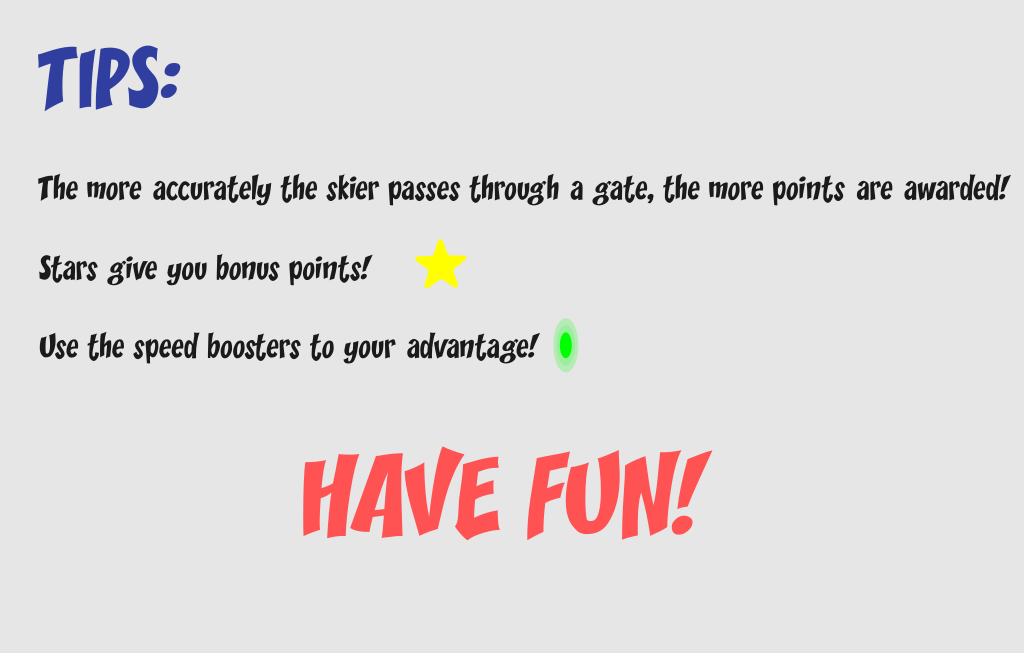 TIPS:
The more accurately the skier passes through a gate, the more points are awarded!
Stars give you bonus points!
Use the speed boosters to your advantage!
HAVE FUN!